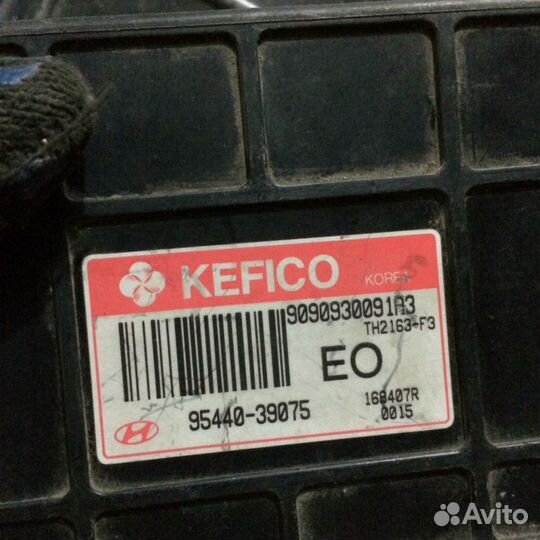 KEFICO KOREA
9090930091A3
TH2163-F3
EO
95440-39075
168407R
0015
Avito